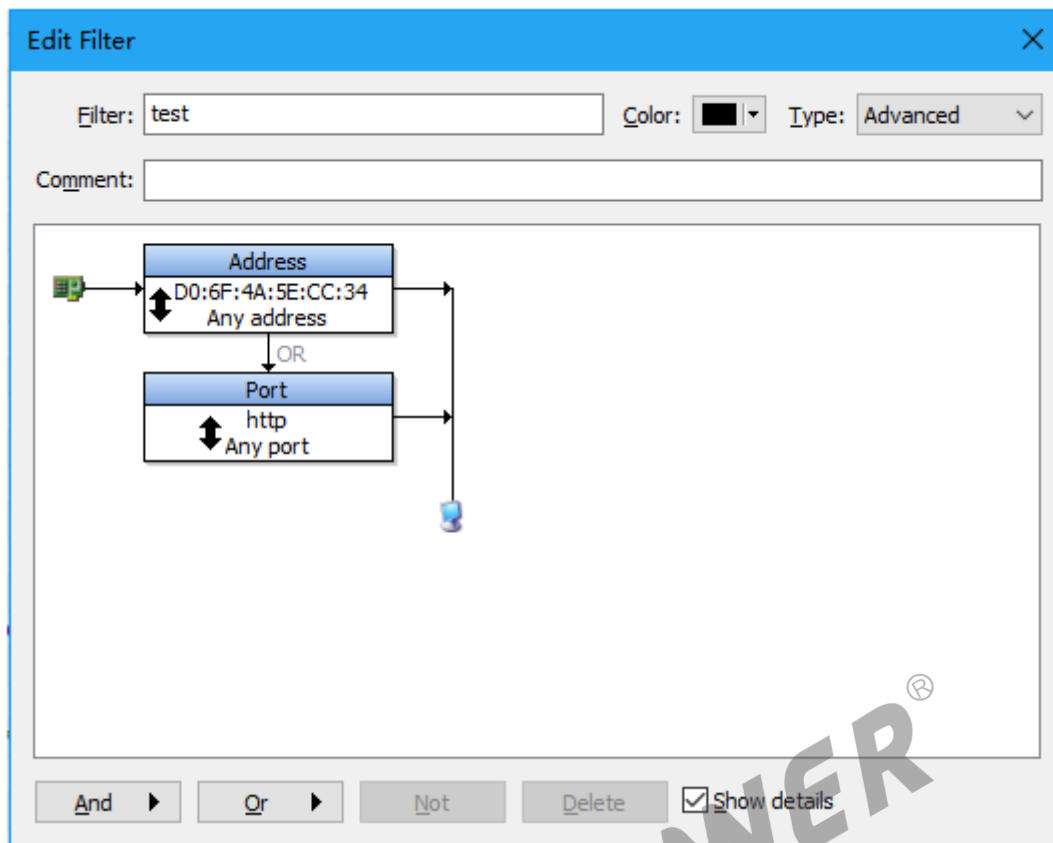 Edit Filter
Filter: test Color: Type: Advanced
Comment:
Address
D0:6F:4A:5E:CC:34
Any address
OR
Port
http
Any port
And Or Not Delete Show details
®